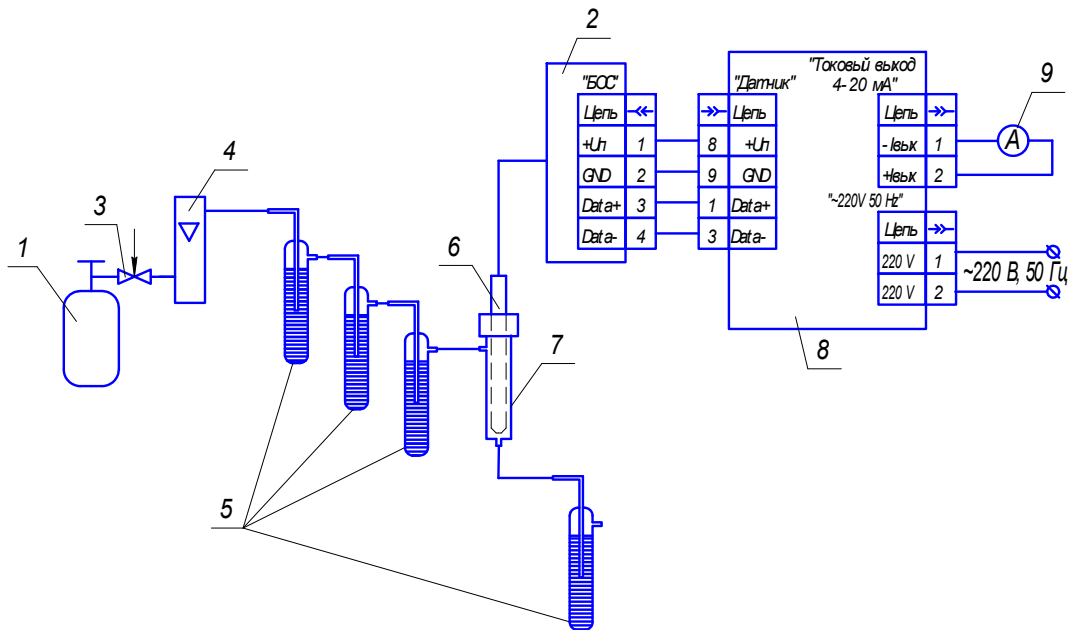 2
"БОС"
Цепь
+Uп 1
GND 2
Data+ 3
Data- 4
"Датчик"
Цепь
8 +Uп
9 GND
1 Data+
3 Data-
"Токовый выход
4-20 мА"
Цепь
- Iвых 1
+Iвых 2
"~220V 50 Hz"
Цепь
220 V 1
220 V 2
~220 В, 50 Гц
9
A
8
4
3
1
6
7
5